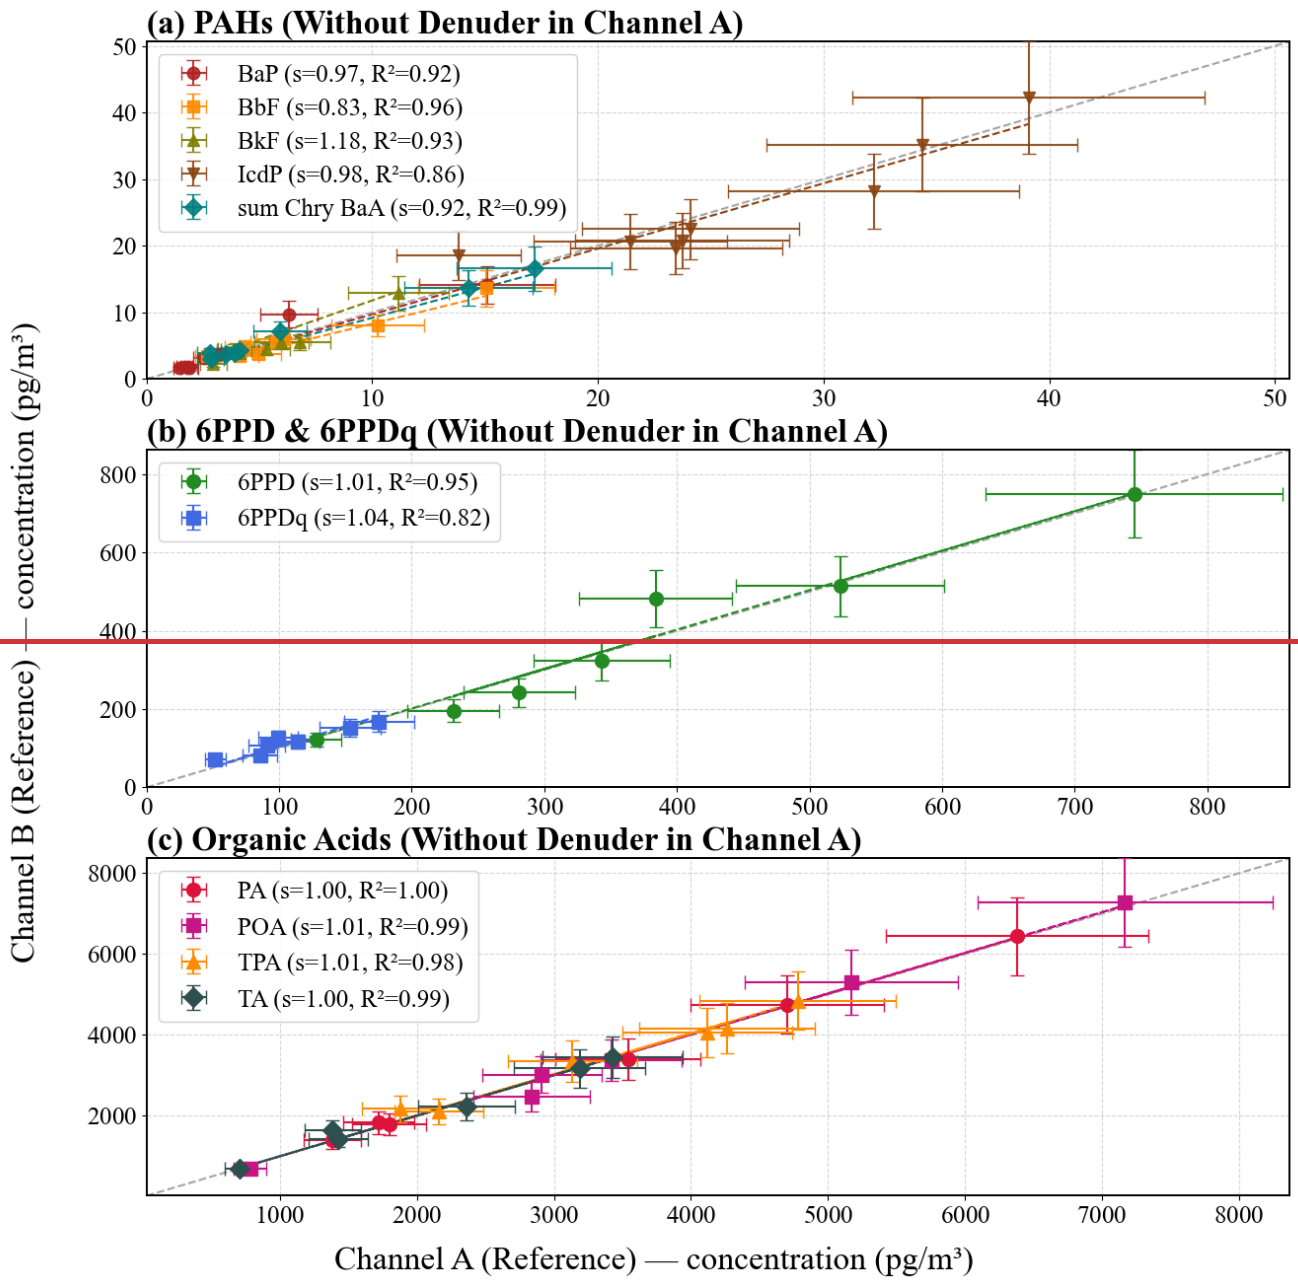 (a) PAHs (Without Denuder in Channel A)
BaP (s=0.97, R²=0.92)
BbF (s=0.83, R²=0.96)
BkF (s=1.18, R²=0.93)
IcdP (s=0.98, R²=0.86)
sum Chry BaA (s=0.92, R²=0.99)
50
40
30
20
10
0
0 10 20 30 40 50
(b) 6PPD & 6PPDq (Without Denuder in Channel A)
6PPD (s=1.01, R²=0.95)
6PPDq (s=1.04, R²=0.82)
800
600
400
200
0
0 100 200 300 400 500 600 700 800
(c) Organic Acids (Without Denuder in Channel A)
PA (s=1.00, R²=1.00)
POA (s=1.01, R²=0.99)
TPA (s=1.01, R²=0.98)
TA (s=1.00, R²=0.99)
8000
6000
4000
2000
1000 2000 3000 4000 5000 6000 7000 8000
Channel A (Reference) — concentration (pg/m³)
Channel B (Reference) — concentration (pg/m³)